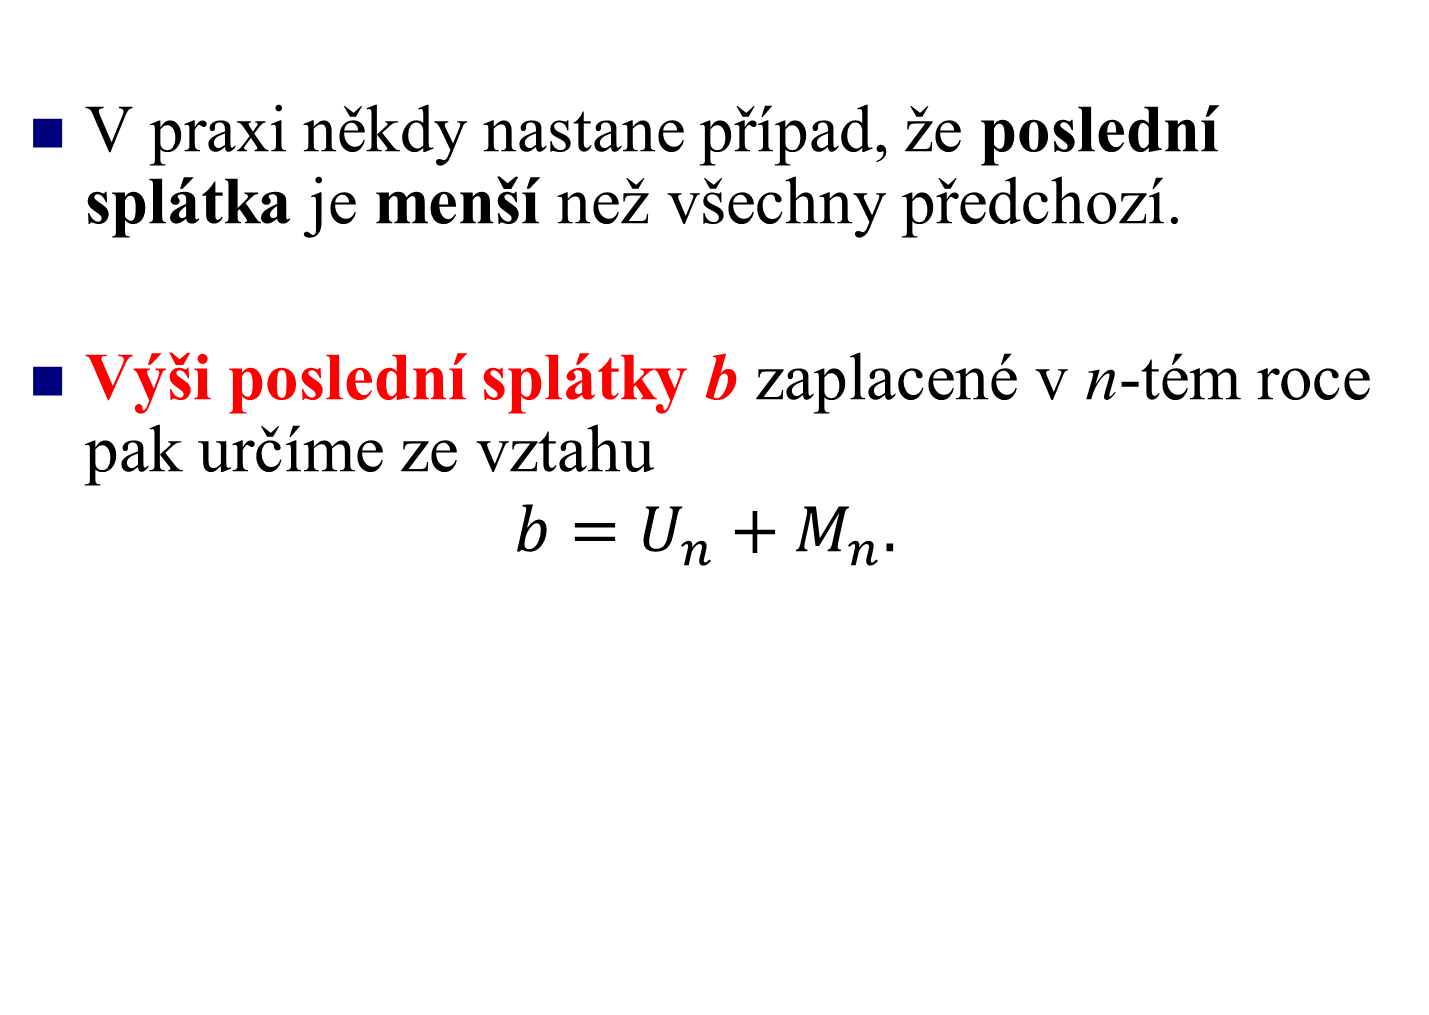 V praxi někdy nastane případ, že poslední
splátka je menší než všechny předchozí.
Výši poslední splátky b zaplacené v n-tém roce
pak určíme ze vztahu
b = Uₙ + Mₙ.